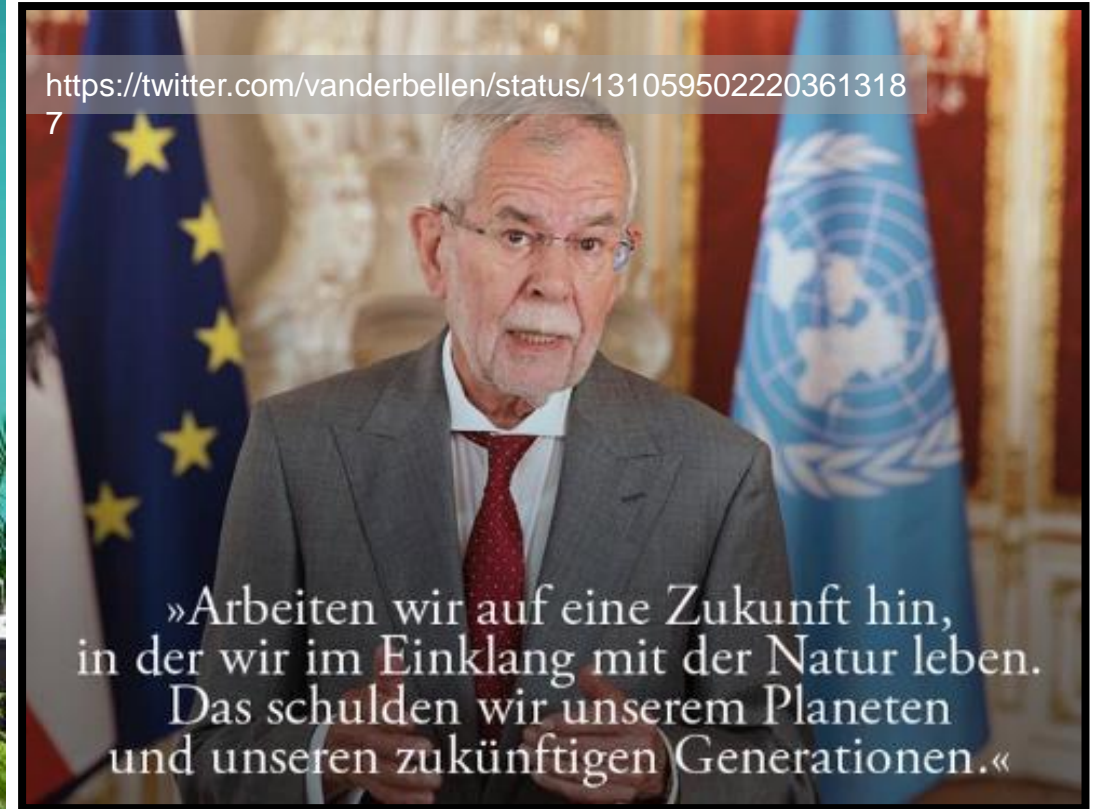 https://twitter.com/vanderbellen/status/131059502220361318
7
»Arbeiten wir auf eine Zukunft hin,
in der wir im Einklang mit der Natur leben.
Das schulden wir unserem Planeten
und unseren zukünftigen Generationen.«